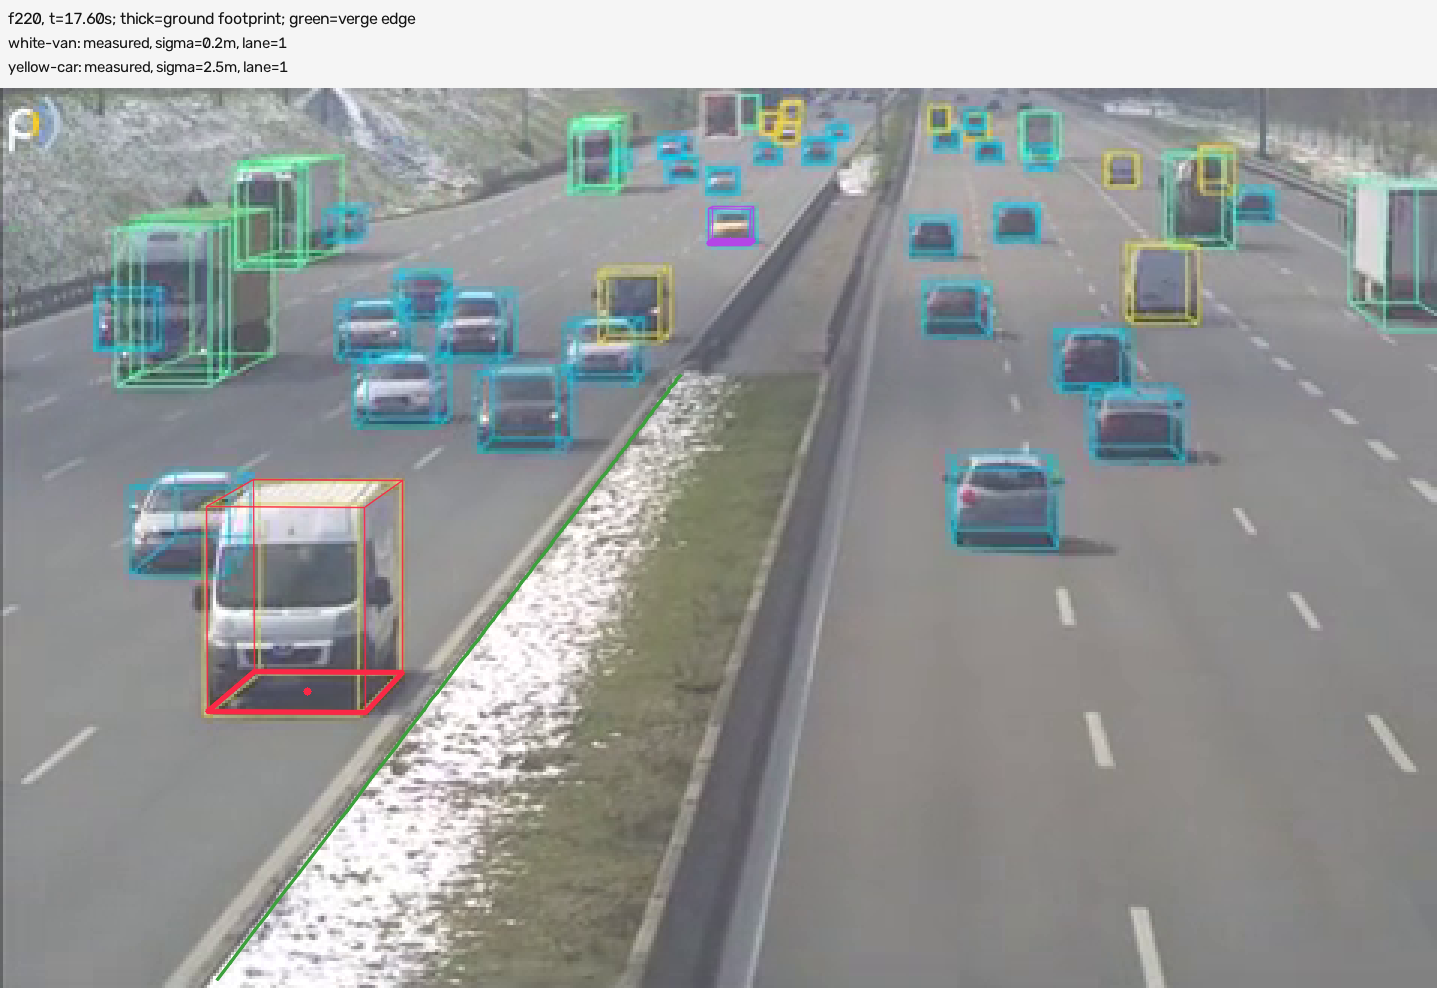 f220, t=17.60s; thick=ground footprint; green=verge edge
white-van: measured, sigma=0.2m, lane=1
yellow-car: measured, sigma=2.5m, lane=1